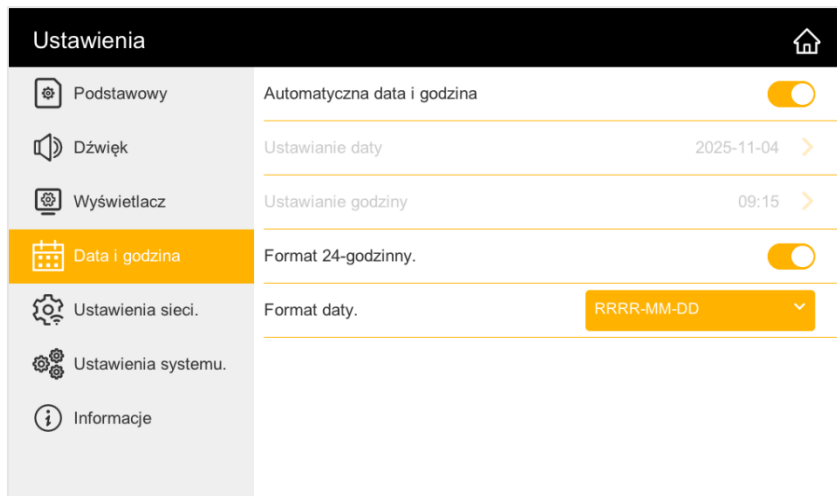 Ustawienia
Podstawowy
Dźwięk
Wyświetlacz
Data i godzina
Ustawienia sieci.
Ustawienia systemu.
Informacje
Automatyczna data i godzina
Ustawianie daty 2025-11-04
Ustawianie godziny 09:15
Format 24-godzinny.
Format daty. RRRR-MM-DD